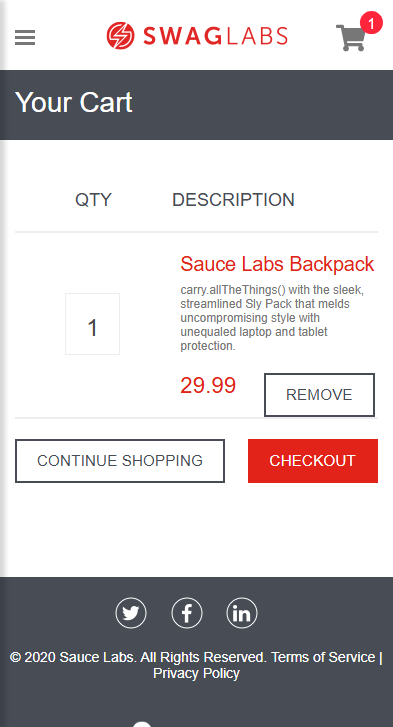 SWAGLABS
1
Your Cart
QTY DESCRIPTION
Sauce Labs Backpack
carry.allTheThings() with the sleek,
streamlined Sly Pack that melds
uncompromising style with
unequaled laptop and tablet
protection.
1
29.99
REMOVE
CONTINUE SHOPPING
CHECKOUT
© 2020 Sauce Labs. All Rights Reserved. Terms of Service |
Privacy Policy